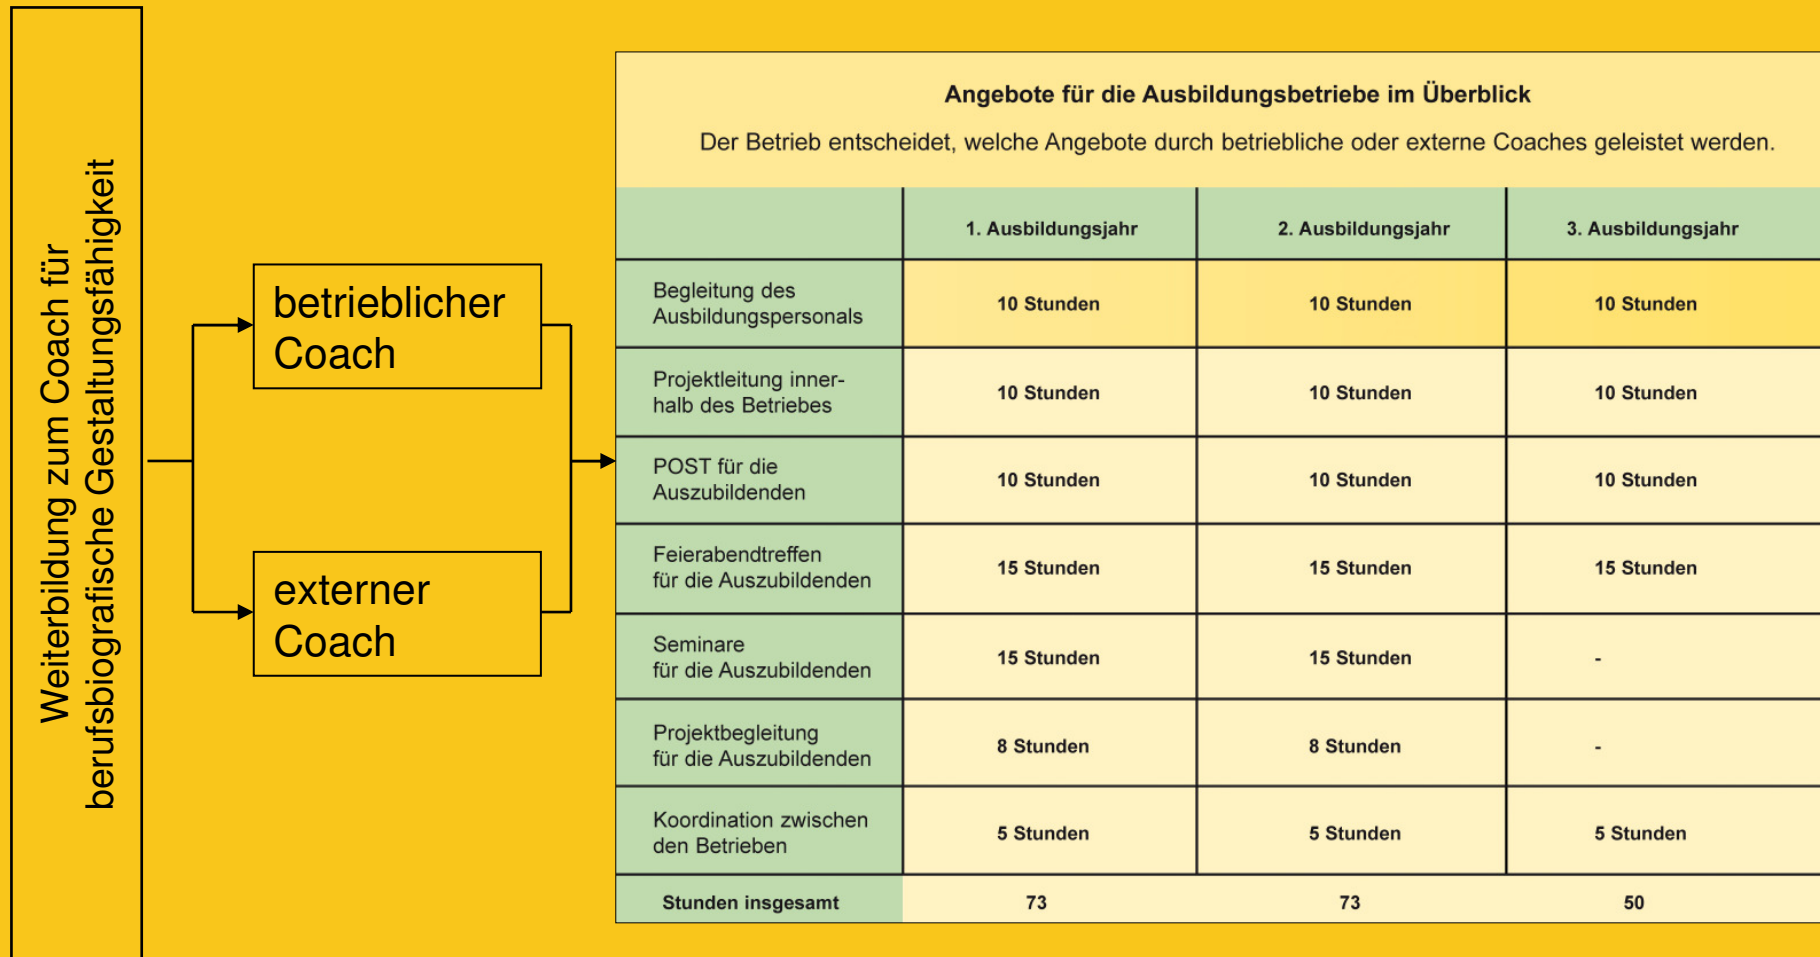 Weiterbildung zum Coach für
berufsbiografische Gestaltungsfähigkeit
betrieblicher
Coach
externer
Coach
Angebote für die Ausbildungsbetriebe im Überblick
Der Betrieb entscheidet, welche Angebote durch betriebliche oder externe Coaches geleistet werden.
1. Ausbildungsjahr 2. Ausbildungsjahr 3. Ausbildungsjahr
Begleitung des
Ausbildungspersonals
10 Stunden 10 Stunden 10 Stunden
Projektleitung inner-
halb des Betriebes
10 Stunden 10 Stunden 10 Stunden
POST für die
Auszubildenden
10 Stunden 10 Stunden 10 Stunden
Feierabendtreffen
für die Auszubildenden
15 Stunden 15 Stunden 15 Stunden
Seminare
für die Auszubildenden
15 Stunden 15 Stunden -
Projektbegleitung
für die Auszubildenden
8 Stunden 8 Stunden -
Koordination zwischen
den Betrieben
5 Stunden 5 Stunden 5 Stunden
Stunden insgesamt 73 73 50